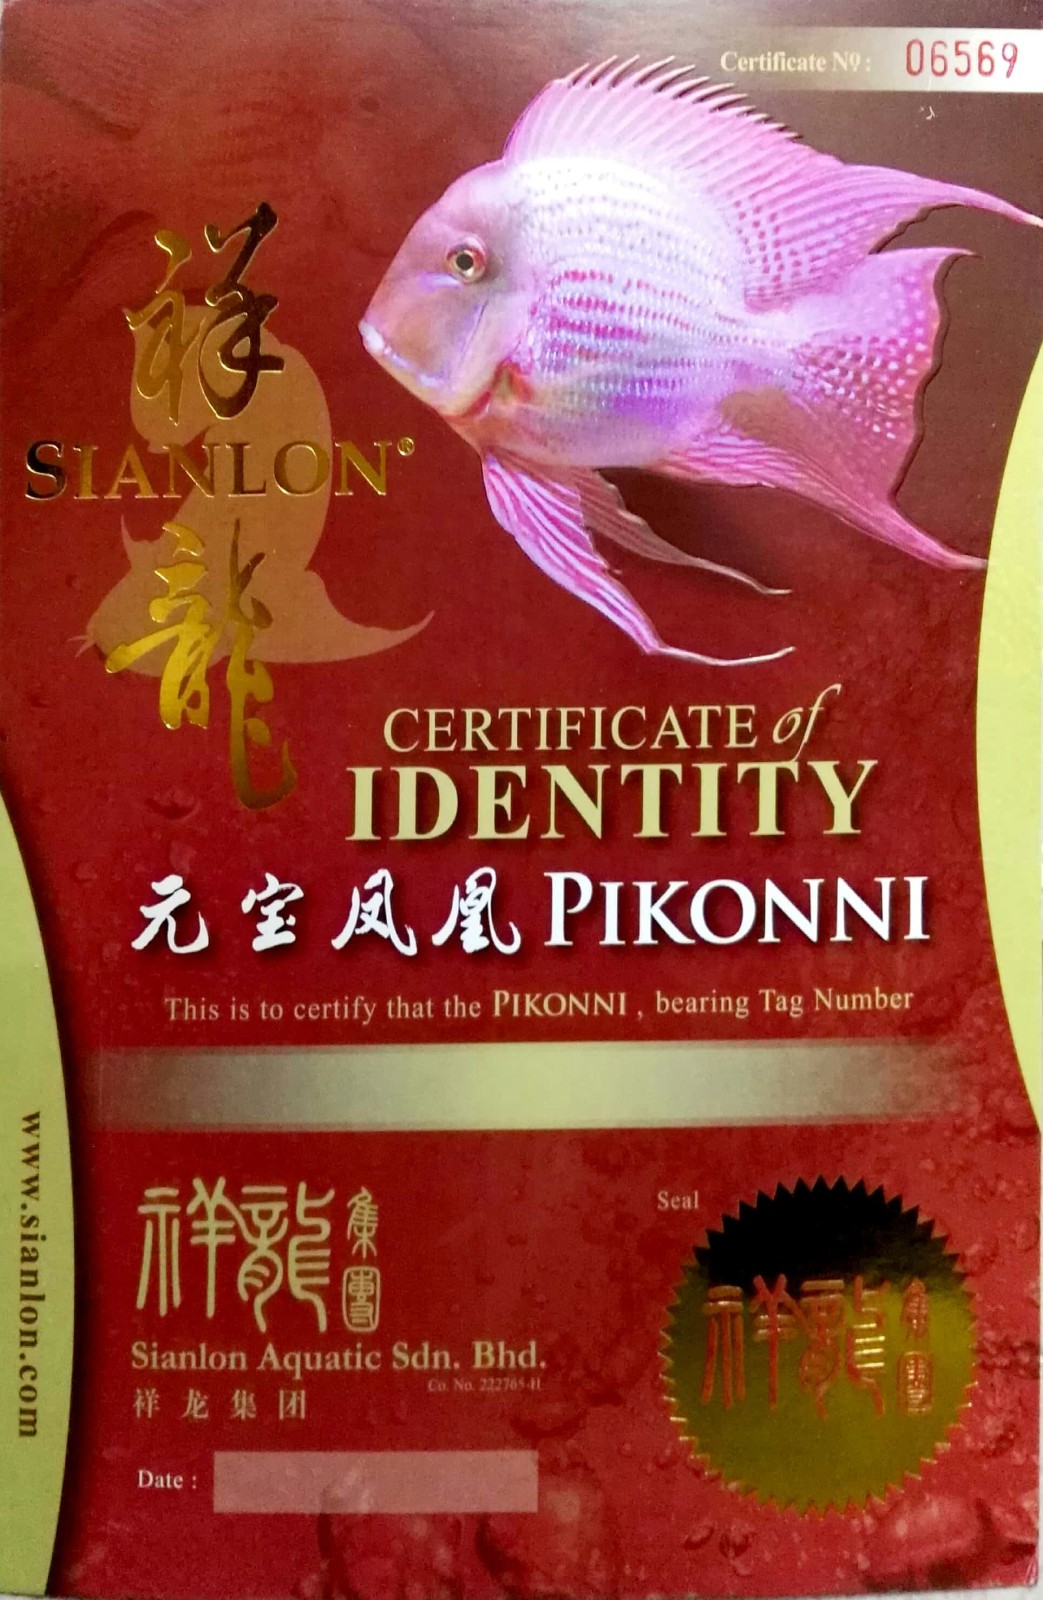 Certificate Nº: 06569
祥
SIANLON®
龍
CERTIFICATE of
IDENTITY
元宝凤凰 PIKONNI
This is to certify that the PIKONNI , bearing Tag Number
www.sianlon.com
祥龍集團
Seal
祥龍集團
Sianlon Aquatic Sdn. Bhd.
Co. No. 222765-H
祥龙集团
Date :